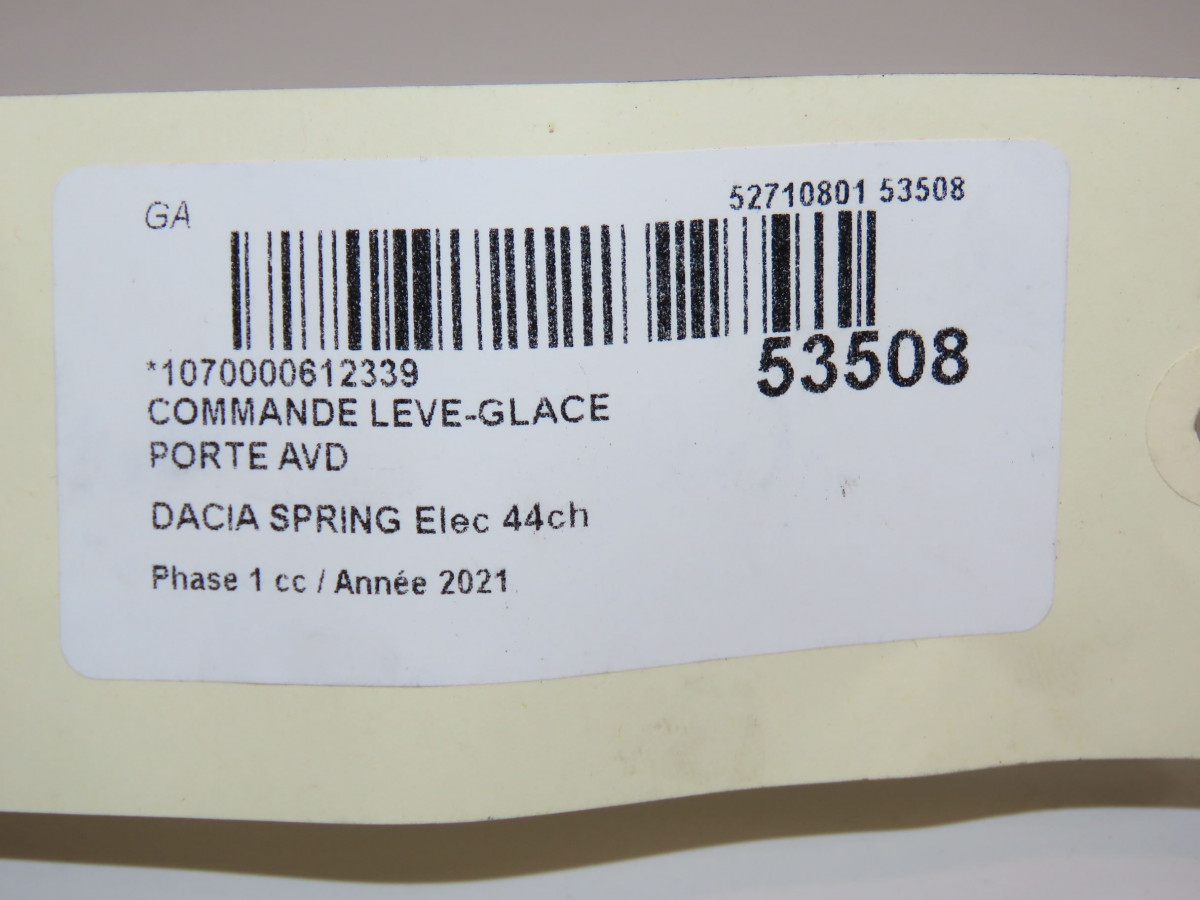 GA
52710801 53508
*1070000612339
53508
COMMANDE LEVE-GLACE
PORTE AVD
DACIA SPRING Elec 44ch
Phase 1 cc / Année 2021